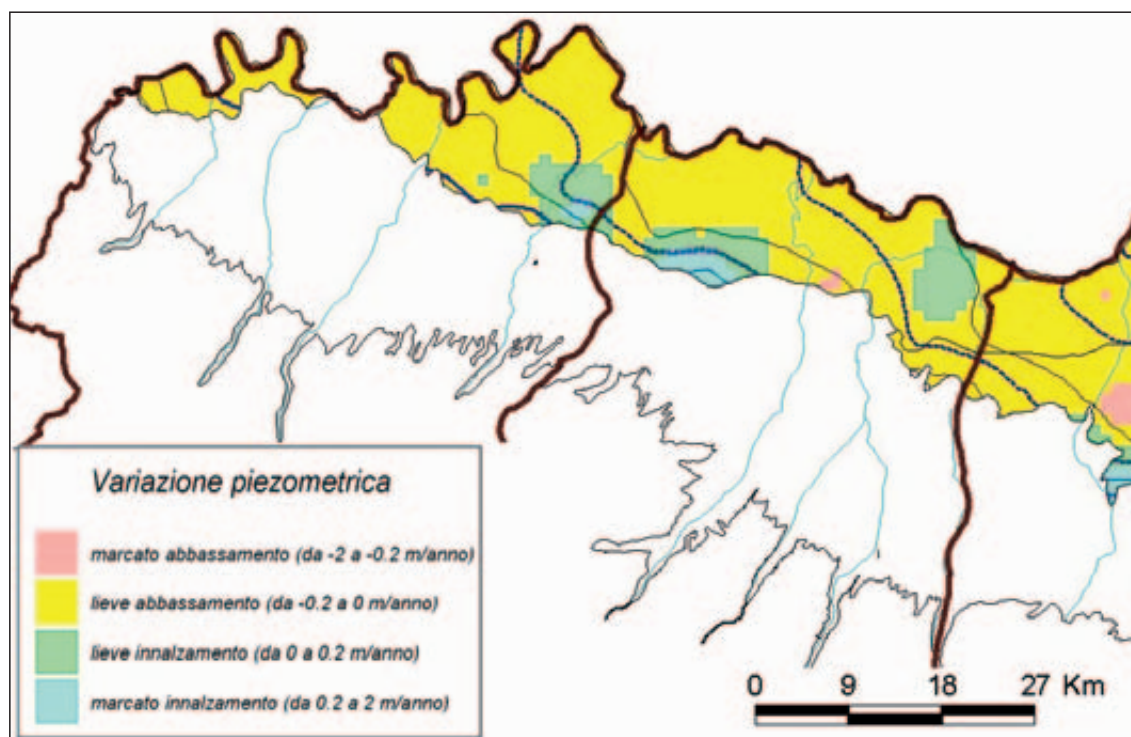 Variazione piezometrica
marcato abbassamento (da -2 a -0.2 m/anno)
lieve abbassamento (da -0.2 a 0 m/anno)
lieve innalzamento (da 0 a 0.2 m/anno)
marcato innalzamento (da 0.2 a 2 m/anno)
0 9 18 27 Km